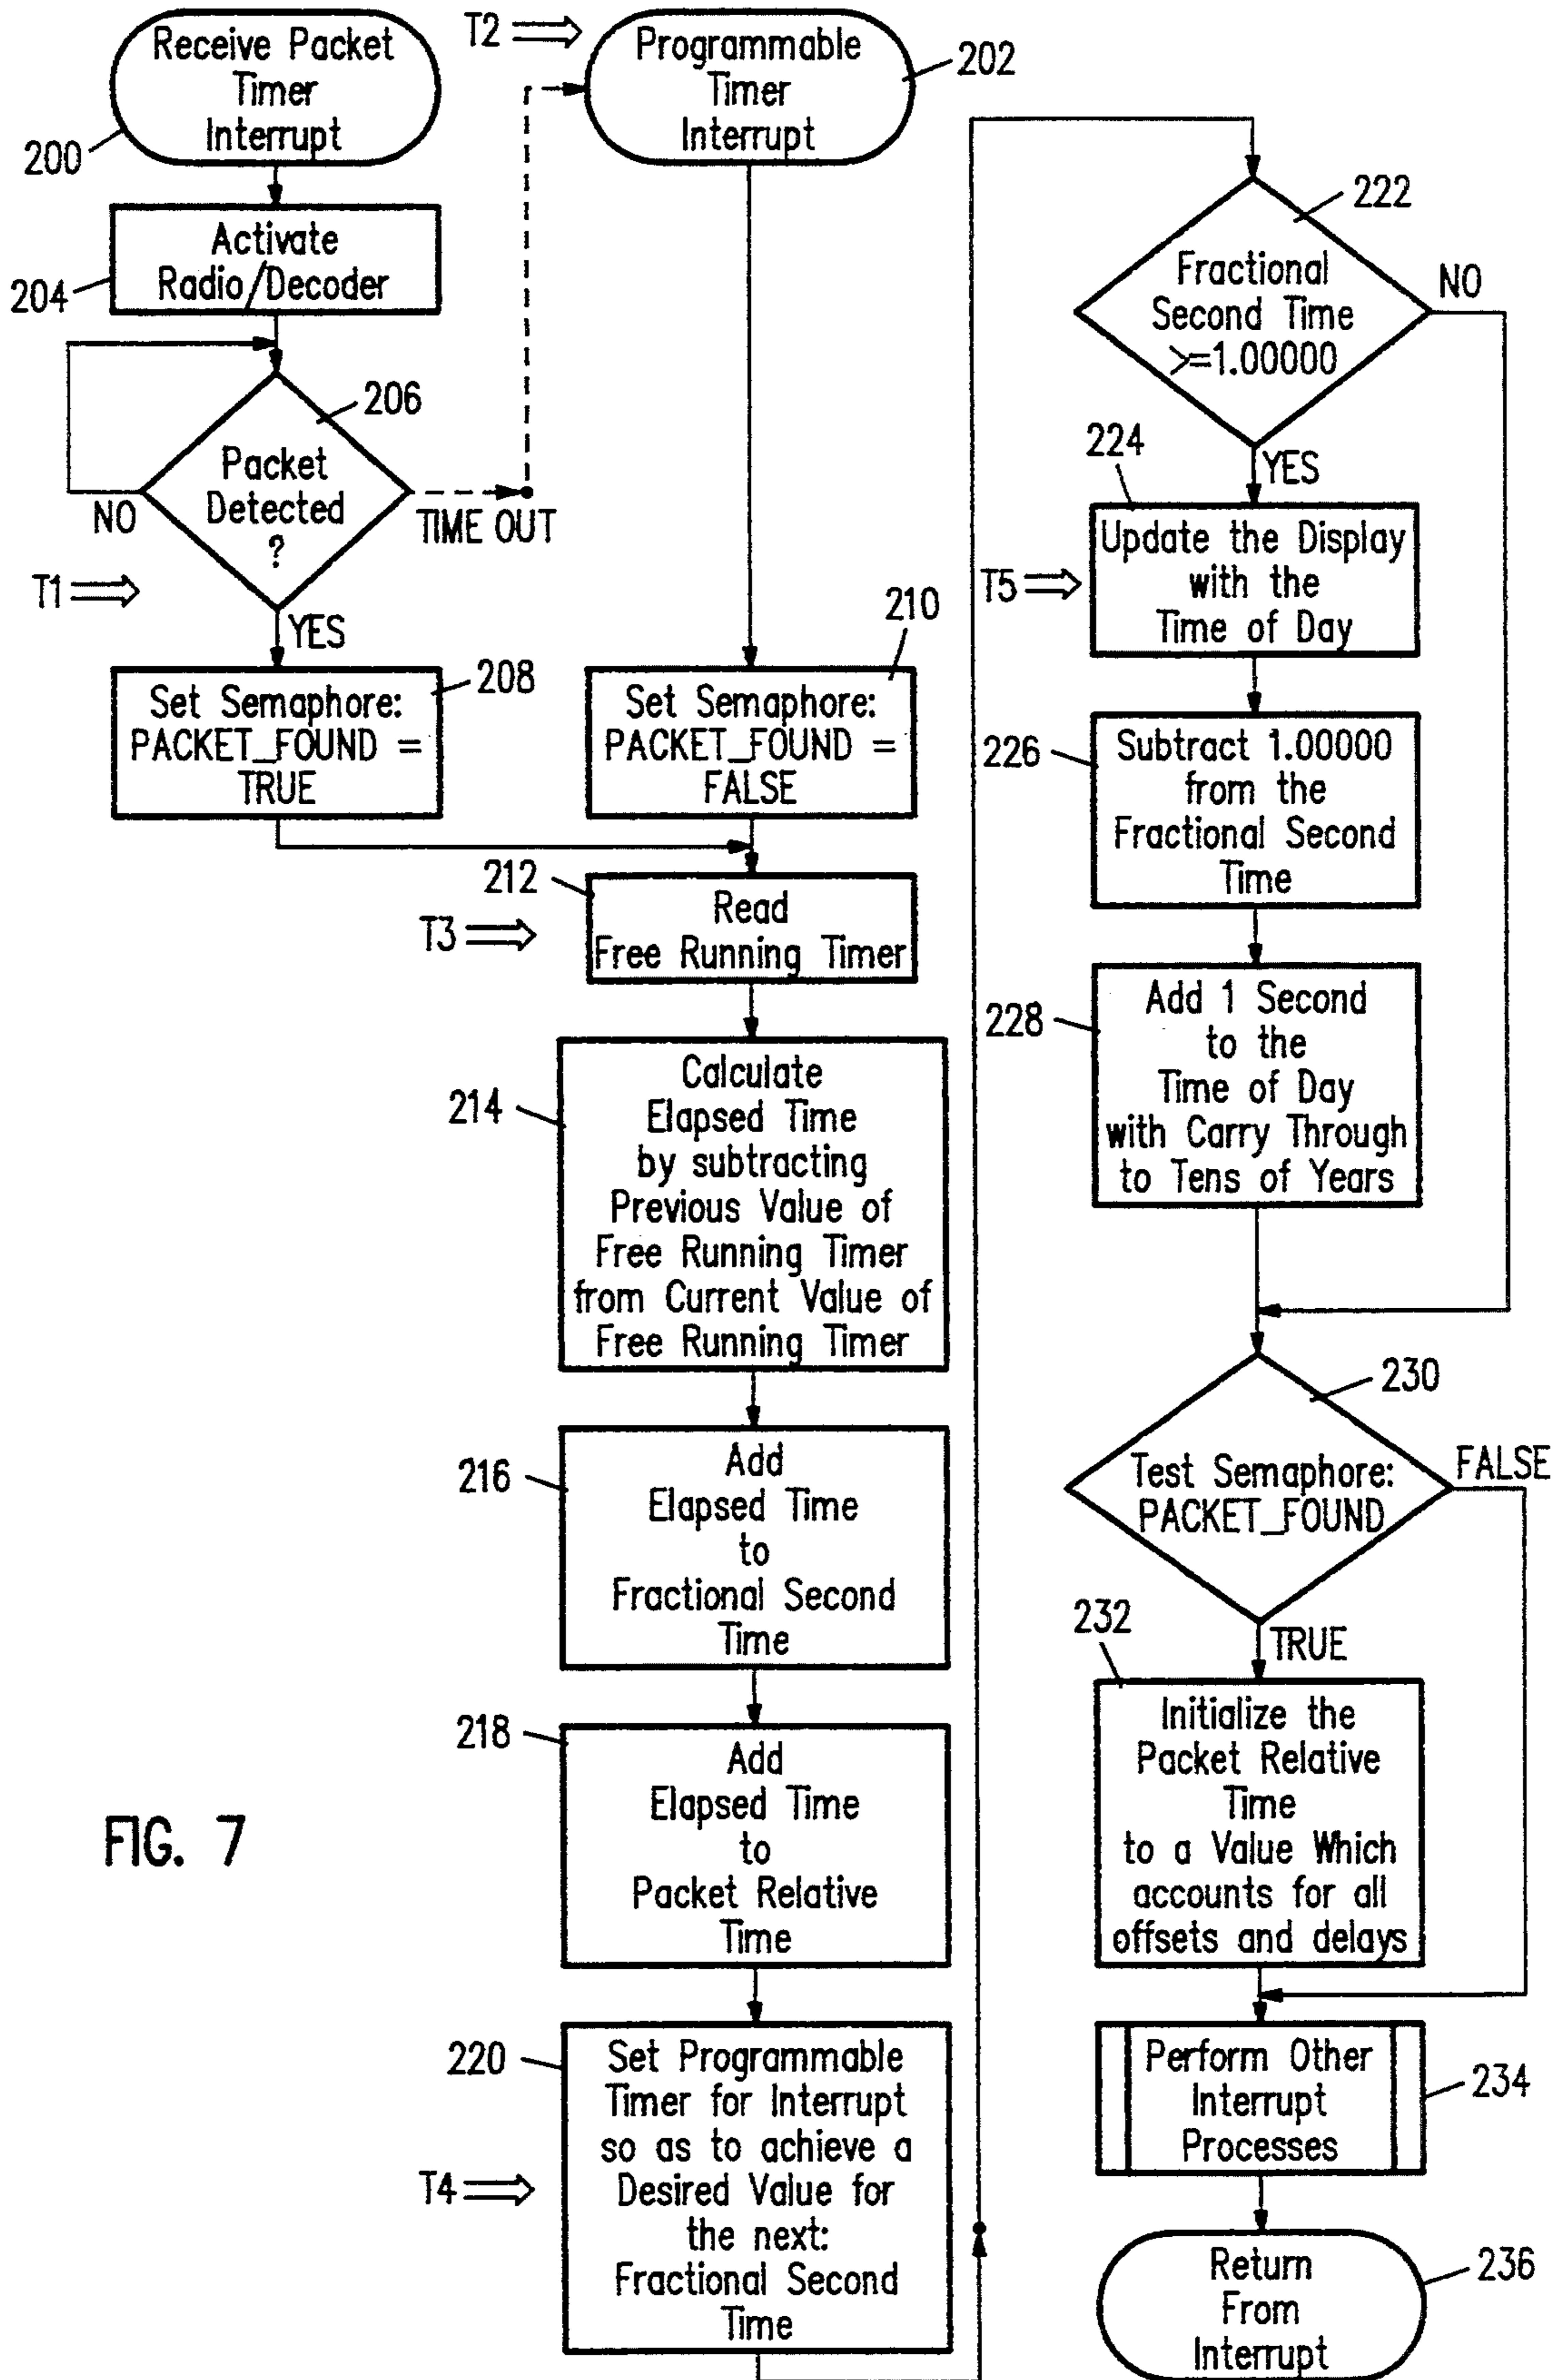 Receive Packet
Timer
Interrupt
200
Activate
Radio/Decoder
204
206
Packet
Detected
?
NO
TIME OUT
T1
YES
Set Semaphore:
PACKET_FOUND =
TRUE
208
T2
Programmable
Timer
Interrupt
202
210
Set Semaphore:
PACKET_FOUND =
FALSE
212
T3
Read
Free Running Timer
214
Calculate
Elapsed Time
by subtracting
Previous Value of
Free Running Timer
from Current Value of
Free Running Timer
216
Add
Elapsed Time
to
Fractional Second
Time
218
Add
Elapsed Time
to
Packet Relative
Time
220
T4
Set Programmable
Timer for Interrupt
so as to achieve a
Desired Value for
the next:
Fractional Second
Time
222
Fractional
Second Time
>=1.00000
NO
YES
224
T5
Update the Display
with the
Time of Day
226
Subtract 1.00000
from the
Fractional Second
Time
228
Add 1 Second
to the
Time of Day
with Carry Through
to Tens of Years
230
Test Semaphore:
PACKET_FOUND
FALSE
TRUE
232
Initialize the
Packet Relative
Time
to a Value Which
accounts for all
offsets and delays
Perform Other
Interrupt
Processes
234
Return
From
Interrupt
236
FIG. 7